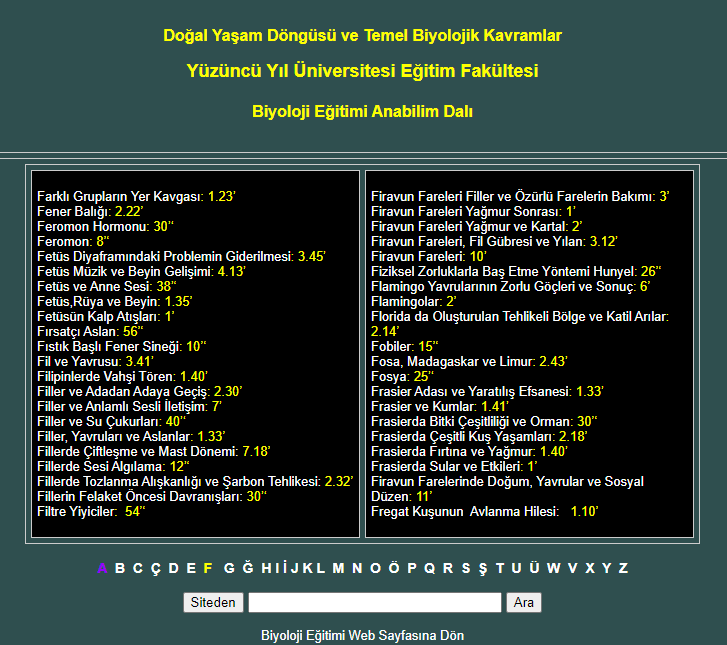 Doğal Yaşam Döngüsü ve Temel Biyolojik Kavramlar
Yüzüncü Yıl Üniversitesi Eğitim Fakültesi
Biyoloji Eğitimi Anabilim Dalı
Farklı Grupların Yer Kavgası: 1.23’
Fener Balığı: 2.22’
Feromon Hormonu: 30’‘
Feromon: 8’‘
Fetüs Diyaframındaki Problemin Giderilmesi: 3.45’
Fetüs Müzik ve Beyin Gelişimi: 4.13’
Fetüs ve Anne Sesi: 38’‘
Fetüs,Rüya ve Beyin: 1.35’
Fetüsün Kalp Atışları: 1’
Fırsatçı Aslan: 56’‘
Fıstık Başlı Fener Sineği: 10’‘
Fil ve Yavrusu: 3.41’
Filipinlerde Vahşi Tören: 1.40’
Filler ve Adadan Adaya Geçiş: 2.30’
Filler ve Anlamlı Sesli İletişim: 7’
Filler ve Su Çukurları: 40’‘
Filler, Yavruları ve Aslanlar: 1.33’
Fillerde Çiftleşme ve Mast Dönemi: 7.18’
Fillerde Sesi Algılama: 12’‘
Fillerde Tozlanma Alışkanlığı ve Şarbon Tehlikesi: 2.32’
Fillerin Felaket Öncesi Davranışları: 30’‘
Filtre Yiyiciler: 54’‘
Firavun Fareleri Filler ve Özürlü Farelerin Bakımı: 3’
Firavun Fareleri Yağmur Sonrası: 1’
Firavun Fareleri Yağmur ve Kartal: 2’
Firavun Fareleri, Fil Gübresi ve Yılan: 3.12’
Firavun Fareleri: 10’
Fiziksel Zorluklarla Baş Etme Yöntemi Hunyel: 26’‘
Flamingo Yavrularının Zorlu Göçleri ve Sonuç: 6’
Flamingolar: 2’
Florida da Oluşturulan Tehlikeli Bölge ve Katil Arılar:
2.14’
Fobiler: 15’‘
Fosa, Madagaskar ve Limur: 2.43’
Fosya: 25’‘
Frasier Adası ve Yaratılış Efsanesi: 1.33’
Frasier ve Kumlar: 1.41’
Frasierda Bitki Çeşitliliği ve Orman: 30’‘
Frasierda Çeşitli Kuş Yaşamları: 2.18’
Frasierda Fırtına ve Yağmur: 1.40’
Frasierda Sular ve Etkileri: 1’
Firavun Farelerinde Doğum, Yavrular ve Sosyal
Düzen: 11’
Fregat Kuşunun Avlanma Hilesi: 1.10’
A B C Ç D E F G Ğ H I İ J K L M N O Ö P Q R S Ş T U Ü W V X Y Z
Siteden Ara
Biyoloji Eğitimi Web Sayfasına Dön